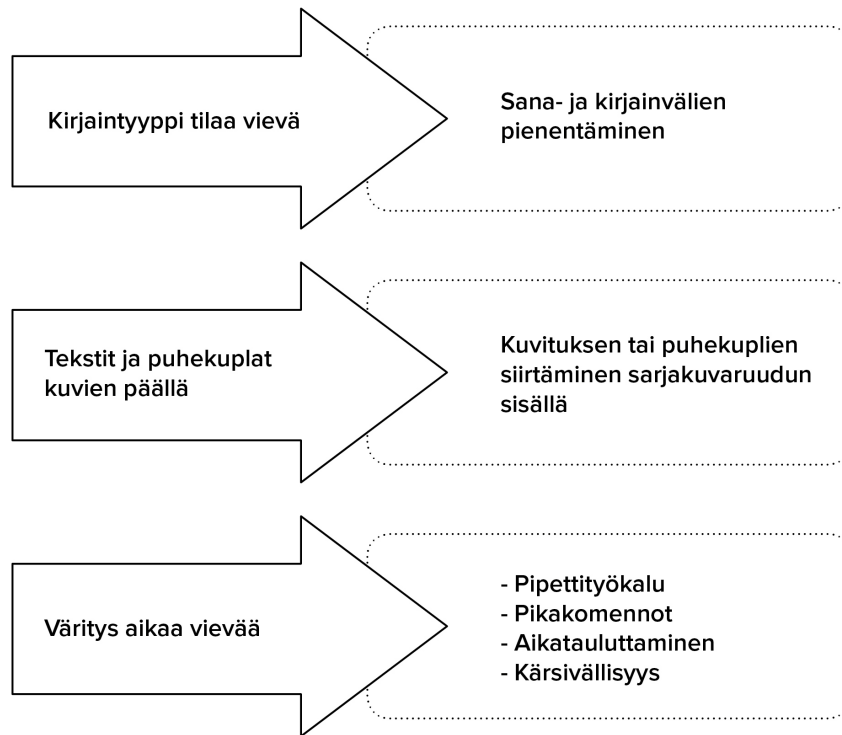 Kirjaintyyppi tilaa vievä
Sana- ja kirjainvälien
pienentäminen
Tekstit ja puhekuplat
kuvien päällä
Kuvituksen tai puhekuplien
siirtäminen sarjakuvaruudun
sisällä
Väritys aikaa vievää
- Pipettityökalu
- Pikakomennot
- Aikatauluttaminen
- Kärsivällisyys